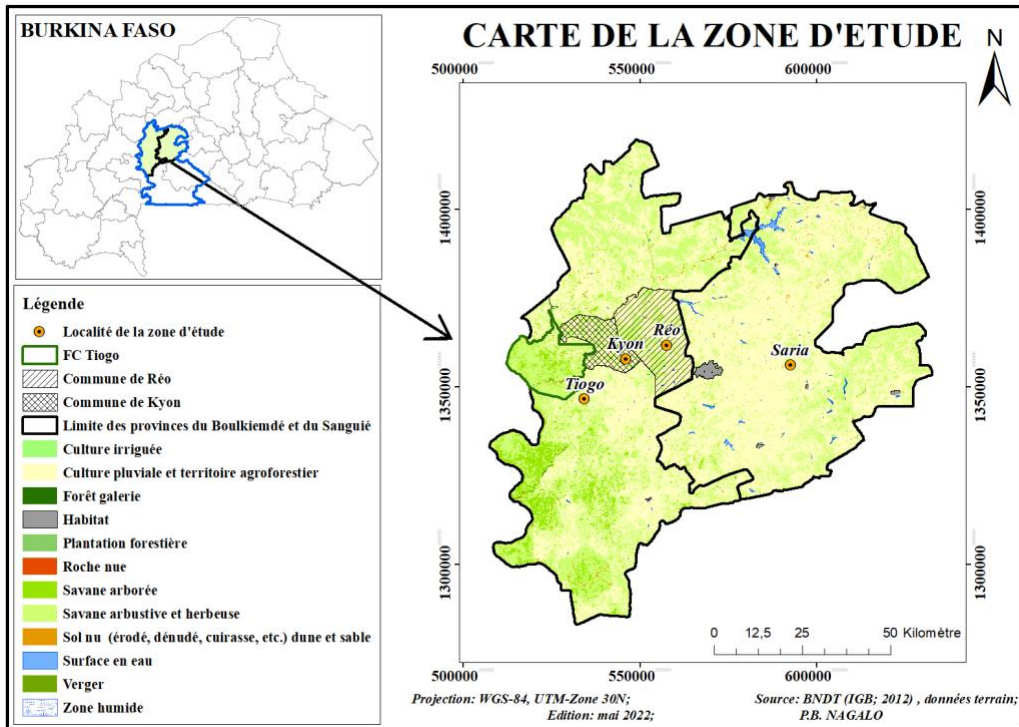 BURKINA FASO
CARTE DE LA ZONE D'ETUDE
N
500000 550000 600000
1400000 1400000
1350000 1350000
1300000 1300000
Réo
Kyon
Saria
Tiogo
0 12,5 25 50 Kilomètre
500000 550000 600000
Légende
Localité de la zone d'étude
FC Tiogo
Commune de Réo
Commune de Kyon
Limite des provinces du Boulkiemdé et du Sanguié
Culture irriguée
Culture pluviale et territoire agroforestier
Forêt galerie
Habitat
Plantation forestière
Roche nue
Savane arborée
Savane arbustive et herbeuse
Sol nu (érodé, dénudé, cuirasse, etc.) dune et sable
Surface en eau
Verger
Zone humide
Projection: WGS-84, UTM-Zone 30N;
Edition: mai 2022;
Source: BNDT (IGB; 2012) , données terrain;
P.B. NAGALO